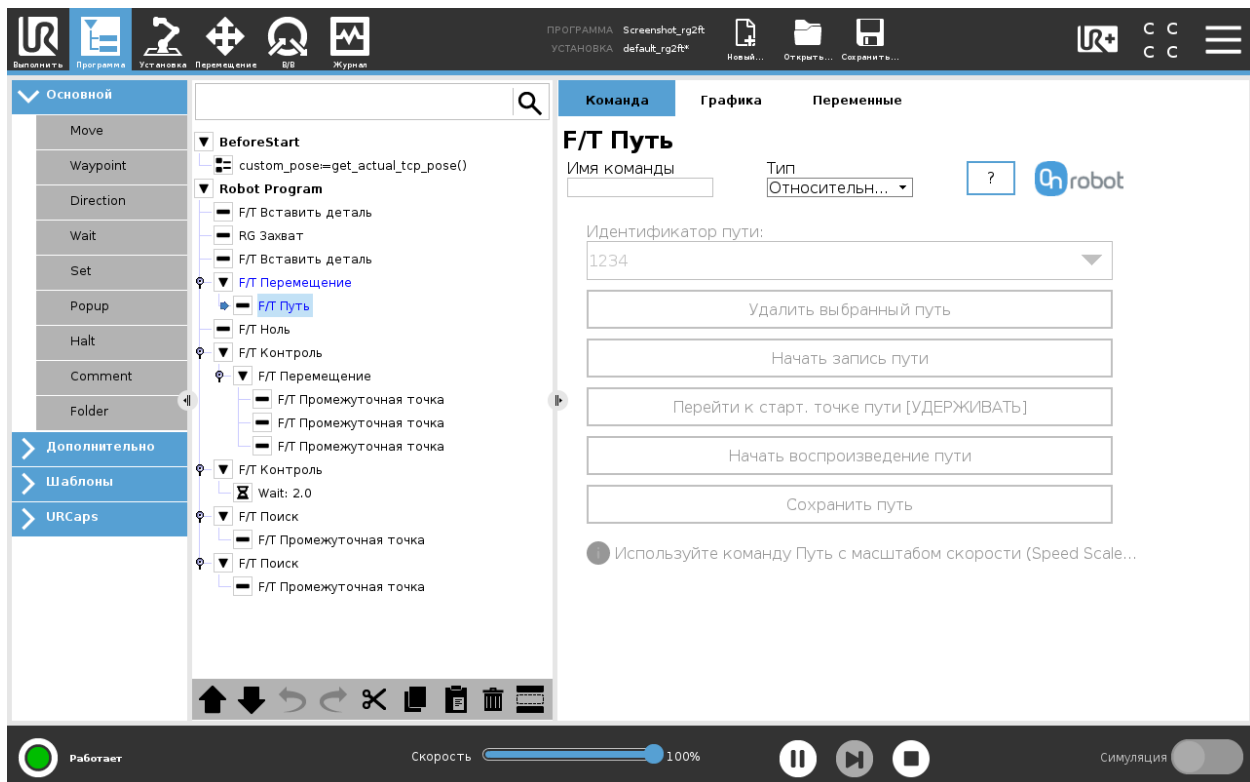 ПРОГРАММА Screenshot_rg2ft
УСТАНОВКА default_rg2ft*
Выполнить Программа Установка Перемещение В/В Журнал
Новый... Открыть... Сохранить...
UR
UR+
C C
C C
Основной
Move
Waypoint
Direction
Wait
Set
Popup
Halt
Comment
Folder
Дополнительно
Шаблоны
URCaps
BeforeStart
custom_pose≔get_actual_tcp_pose()
Robot Program
F/T Вставить деталь
RG Захват
F/T Вставить деталь
F/T Перемещение
F/T Путь
F/T Ноль
F/T Контроль
F/T Перемещение
F/T Промежуточная точка
F/T Промежуточная точка
F/T Промежуточная точка
F/T Контроль
Wait: 2.0
F/T Поиск
F/T Промежуточная точка
F/T Поиск
F/T Промежуточная точка
Команда Графика Переменные
F/T Путь
Имя команды Тип
Относительн...
?
On robot
Идентификатор пути:
1234
Удалить выбранный путь
Начать запись пути
Перейти к старт. точке пути [УДЕРЖИВАТЬ]
Начать воспроизведение пути
Сохранить путь
Используйте команду Путь с масштабом скорости (Speed Scale...
Работает
Скорость 100%
Симуляция